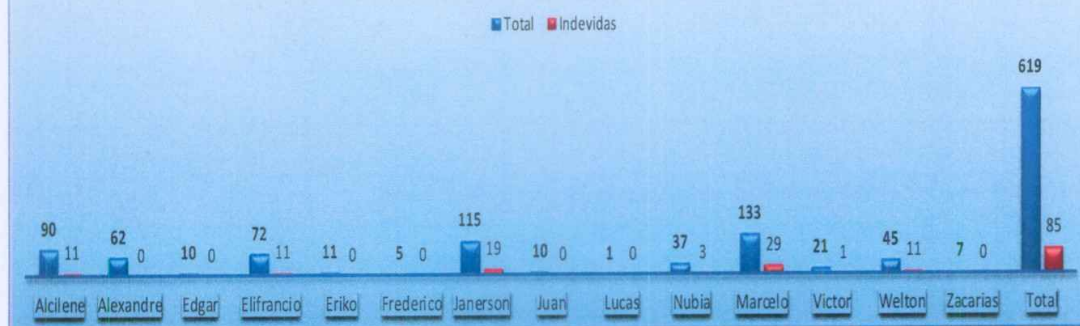 Total Indevidas
619
133
115
90 72 85
62 45
37 29
11 0 10 0 11 11 0 5 0 19 10 0 1 0 3 21 1 11 7 0
Alcilene Alexandre Edgar Elifrancio Eriko Frederico Janerson Juan Lucas Nubia Marcelo Victor Welton Zacarias Total